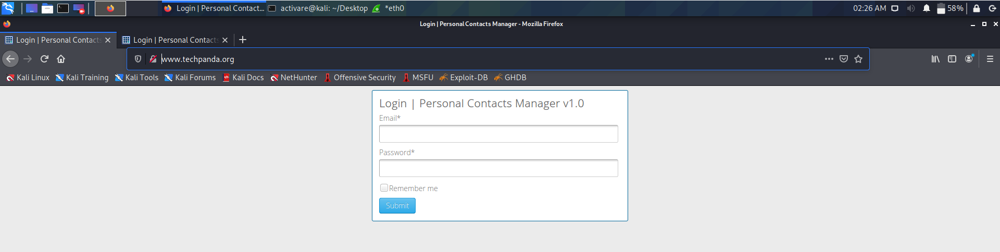 Login | Personal Contact... activare@kali: ~/Desktop *eth0 02:26 AM 58%
Login | Personal Contacts Manager - Mozilla Firefox
Login | Personal Contacts Login | Personal Contacts
www.techpanda.org
Kali Linux Kali Training Kali Tools Kali Forums Kali Docs NetHunter Offensive Security MSFU Exploit-DB GHDB
Login | Personal Contacts Manager v1.0
Email*
Password*
Remember me
Submit